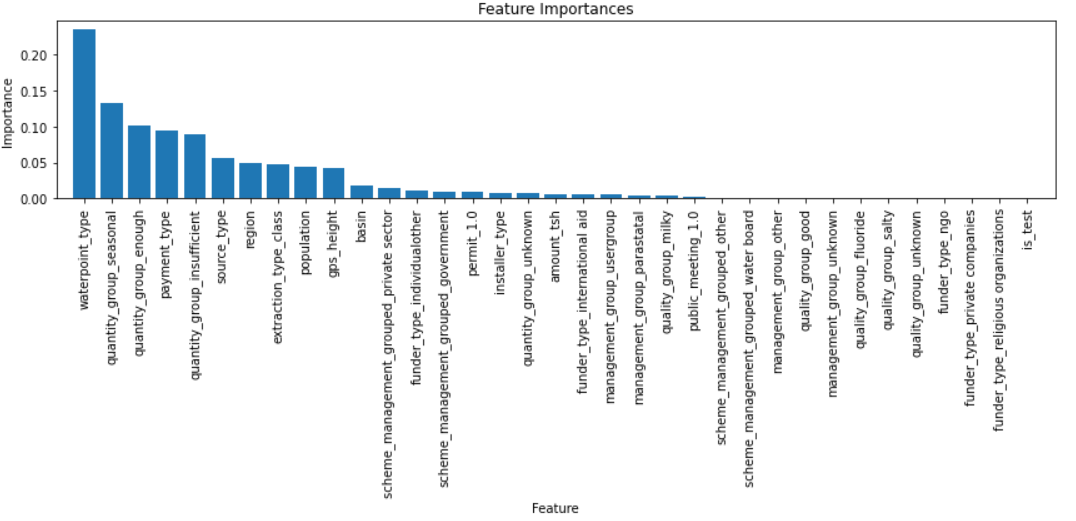 Feature Importances
Importance
0.20
0.15
0.10
0.05
0.00
waterpoint_type
quantity_group_seasonal
quantity_group_enough
payment_type
quantity_group_insufficient
source_type
region
extraction_type_class
population
gps_height
basin
scheme_management_grouped_private sector
funder_type_individualother
scheme_management_grouped_government
permit_1.0
installer_type
quantity_group_unknown
amount_tsh
funder_type_international aid
management_group_usergroup
management_group_parastatal
quality_group_milky
public_meeting_1.0
scheme_management_grouped_other
scheme_management_grouped_water board
management_group_other
quality_group_good
management_group_unknown
quality_group_fluoride
quality_group_salty
quality_group_unknown
funder_type_ngo
funder_type_private companies
funder_type_religious organizations
is_test
Feature